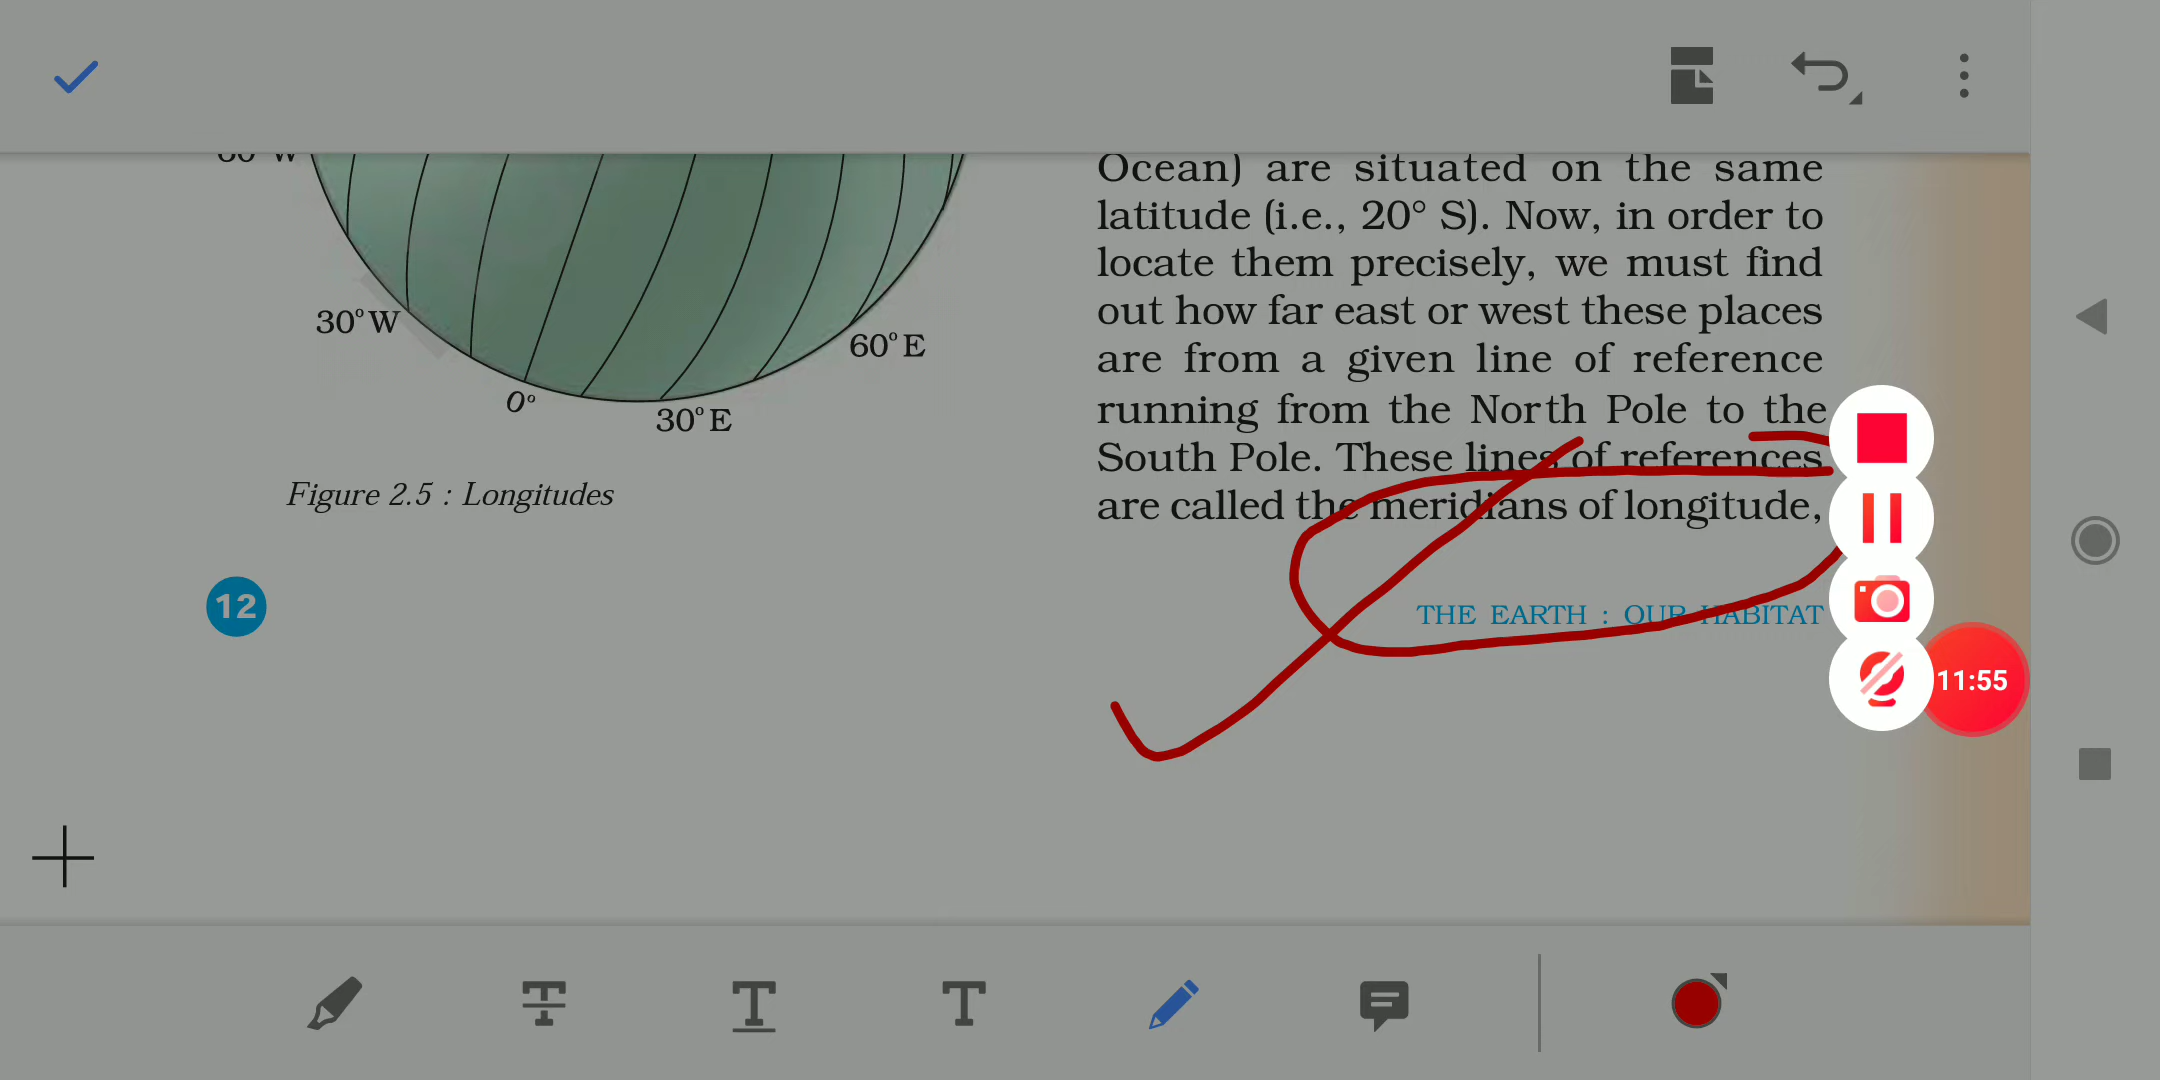 30°W
0°
30°E
60°E
Figure 2.5 : Longitudes
12
Ocean) are situated on the same
latitude (i.e., 20° S). Now, in order to
locate them precisely, we must find
out how far east or west these places
are from a given line of reference
running from the North Pole to the
South Pole. These lines of references
are called the meridians of longitude,
THE EARTH : OUR HABITAT
11:55